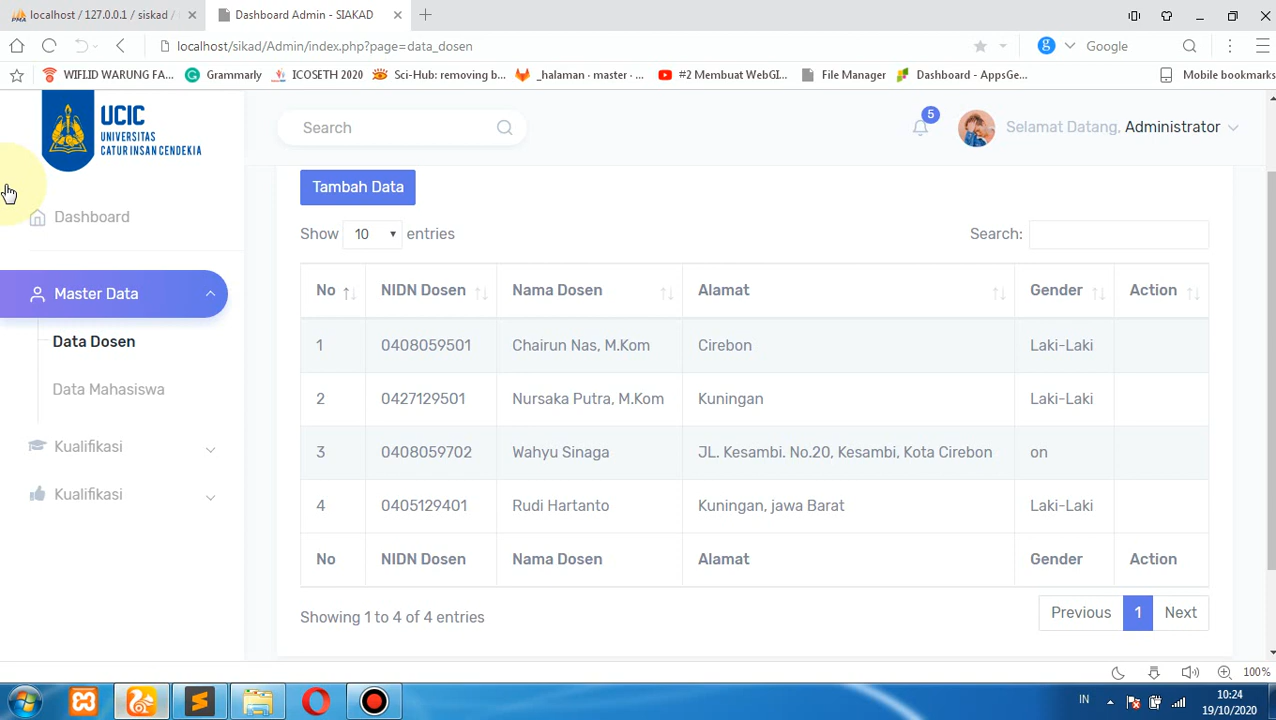 localhost / 127.0.0.1 / siskad /
Dashboard Admin - SIAKAD
localhost/sikad/Admin/index.php?page=data_dosen
Google
WIFI.ID WARUNG FA...
Grammarly
ICOSETH 2020
Sci-Hub: removing b...
_halaman · master · ...
#2 Membuat WebGI...
File Manager
Dashboard - AppsGe...
Mobile bookmarks
UCIC
UNIVERSITAS
CATUR INSAN CENDEKIA
Search
5
Selamat Datang, Administrator
Dashboard
Master Data
Data Dosen
Data Mahasiswa
Kualifikasi
Kualifikasi
Tambah Data
Show 10 entries
Search:
No NIDN Dosen Nama Dosen Alamat Gender Action
1 0408059501 Chairun Nas, M.Kom Cirebon Laki-Laki
2 0427129501 Nursaka Putra, M.Kom Kuningan Laki-Laki
3 0408059702 Wahyu Sinaga JL. Kesambi. No.20, Kesambi, Kota Cirebon on
4 0405129401 Rudi Hartanto Kuningan, jawa Barat Laki-Laki
No NIDN Dosen Nama Dosen Alamat Gender Action
Showing 1 to 4 of 4 entries
Previous 1 Next
100%
IN
10:24
19/10/2020